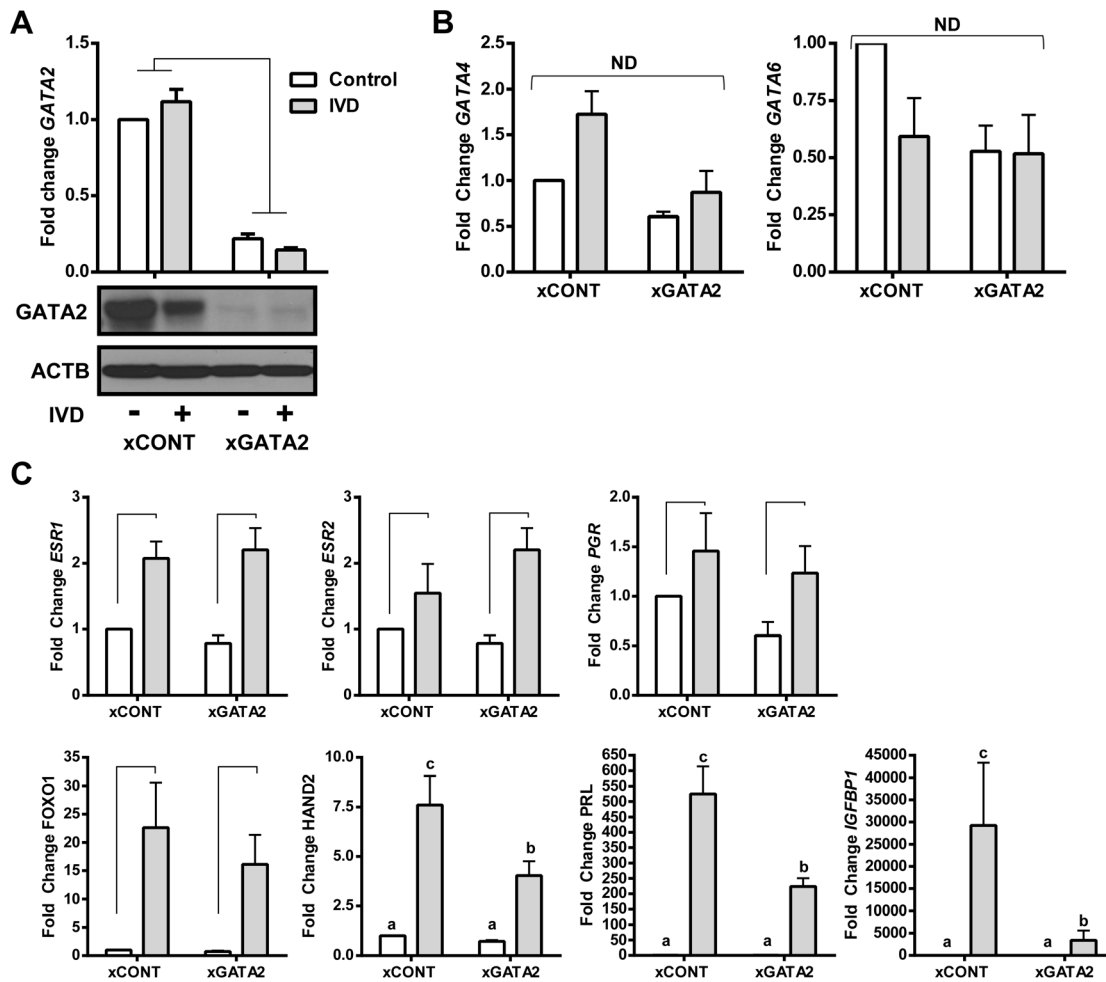 A
Fold change GATA2
1.5
1.0
0.5
0.0
Control
IVD
GATA2
ACTB
IVD - + - +
xCONT xGATA2
B
Fold Change GATA4
2.5
2.0
1.5
1.0
0.5
0.0
ND
xCONT xGATA2
Fold Change GATA6
1.00
0.75
0.50
0.25
0.00
ND
xCONT xGATA2
C
Fold Change ESR1
3
2
1
0
xCONT xGATA2
Fold Change ESR2
3
2
1
0
xCONT xGATA2
Fold Change PGR
2.0
1.5
1.0
0.5
0.0
xCONT xGATA2
Fold Change FOXO1
35
30
25
20
15
10
5
0
xCONT xGATA2
Fold Change HAND2
10.0
7.5
5.0
2.5
0.0
a c a b
xCONT xGATA2
Fold Change PRL
650
600
550
500
450
400
350
300
250
200
150
100
50
0
a c a b
xCONT xGATA2
Fold Change IGFBP1
45000
40000
35000
30000
25000
20000
15000
10000
5000
0
a c a b
xCONT xGATA2